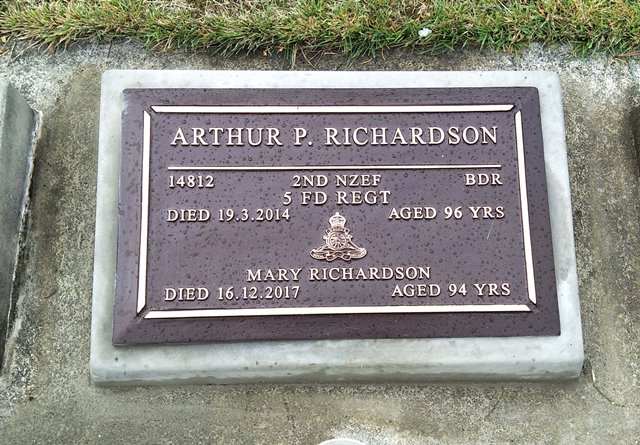 ARTHUR P. RICHARDSON
14812 2ND NZEF BDR
5 FD REGT
DIED 19.3.2014 AGED 96 YRS
MARY RICHARDSON
DIED 16.12.2017 AGED 94 YRS